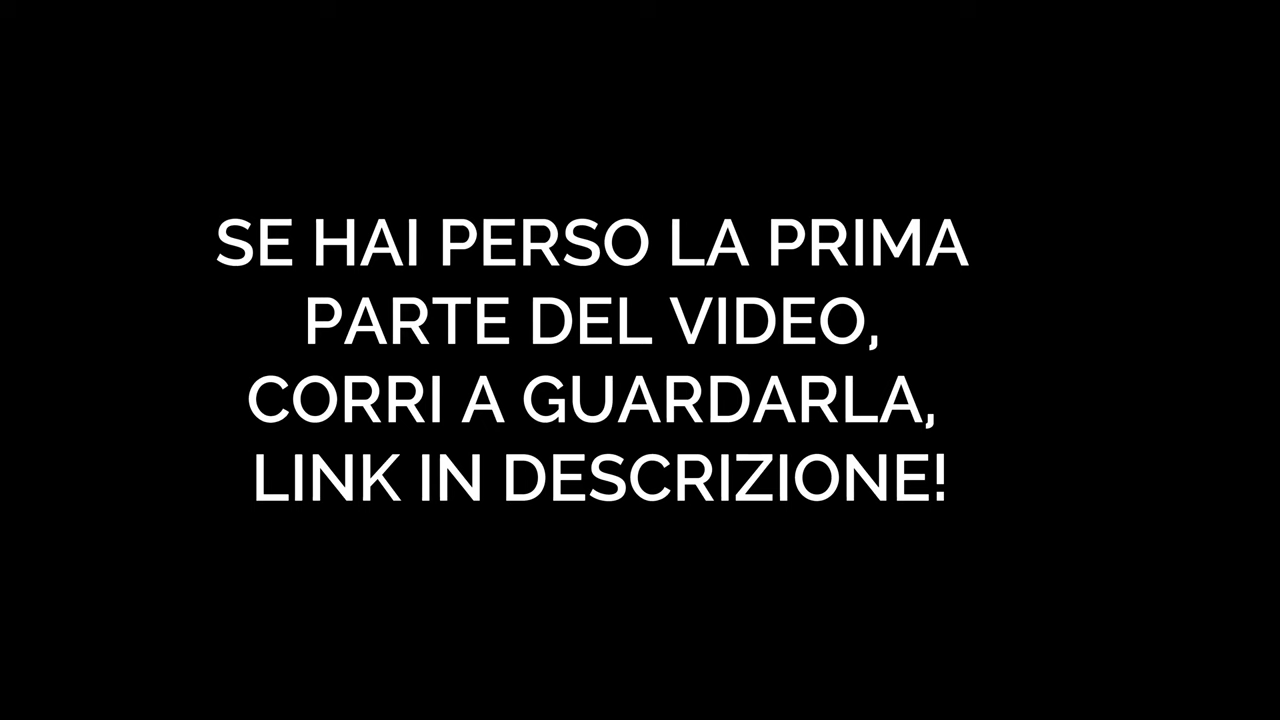 SE HAI PERSO LA PRIMA
PARTE DEL VIDEO,
CORRI A GUARDARLA,
LINK IN DESCRIZIONE!